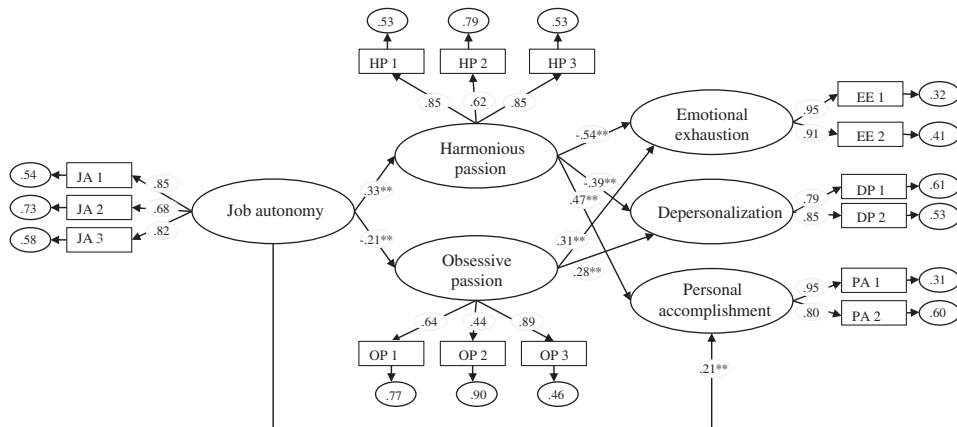 .53
.79
.53
HP 1
HP 2
HP 3
.85
.62
.85
Harmonious
passion
Emotional
exhaustion
-.54**
.95
.91
EE 1
.32
EE 2
.41
.54
JA 1
.73
JA 2
.58
JA 3
.85
.68
.82
Job autonomy
.33**
-.21**
-.39**
.47**
Depersonalization
.79
.85
DP 1
.61
DP 2
.53
Obsessive
passion
.31**
.28**
Personal
accomplishment
.95
.80
PA 1
.31
PA 2
.60
.64
.44
.89
OP 1
OP 2
OP 3
.77
.90
.46
.21**